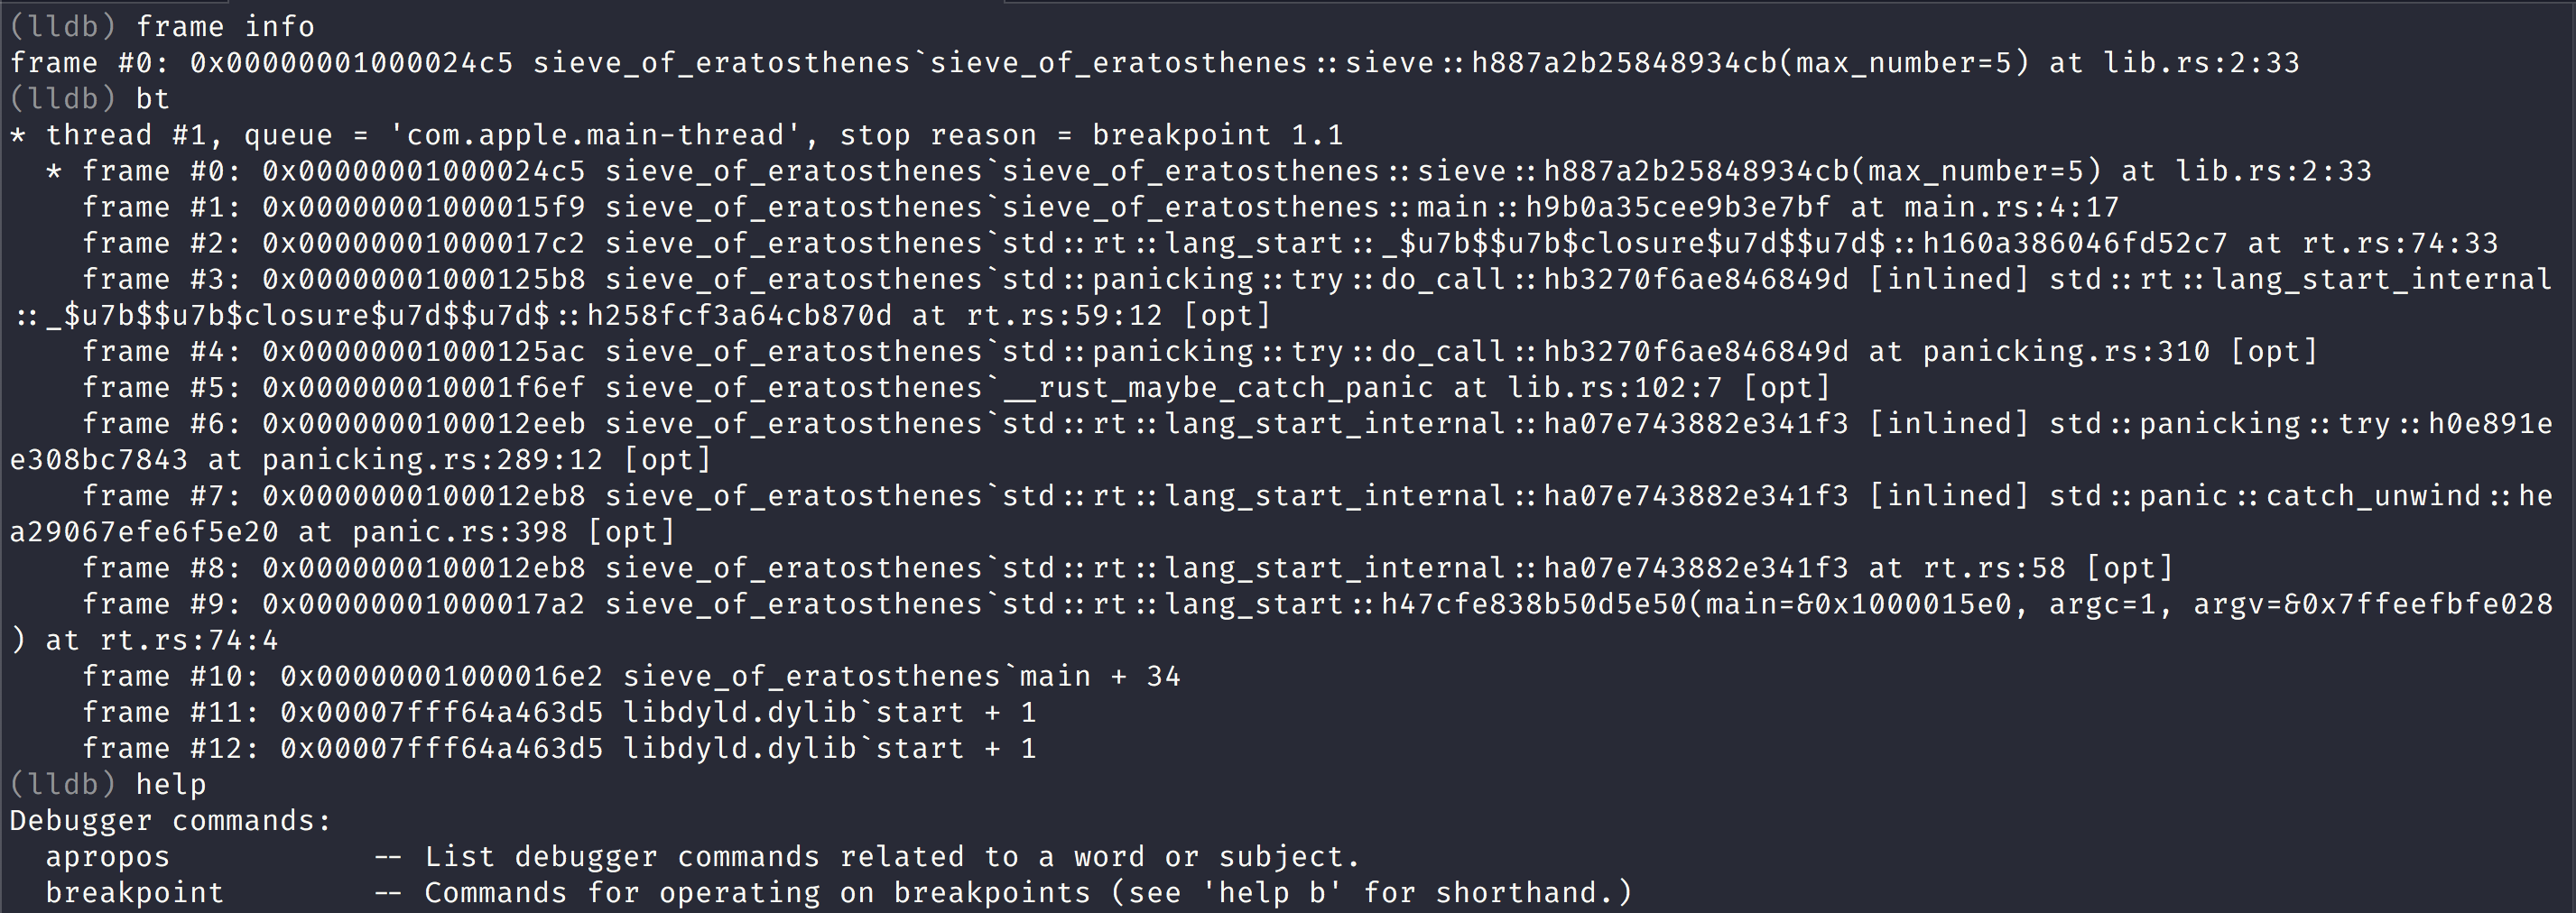 (lldb) frame info
frame #0: 0x00000001000024c5 sieve_of_eratosthenes`sieve_of_eratosthenes::sieve::h887a2b25848934cb(max_number=5) at lib.rs:2:33
(lldb) bt
* thread #1, queue = 'com.apple.main-thread', stop reason = breakpoint 1.1
  * frame #0: 0x00000001000024c5 sieve_of_eratosthenes`sieve_of_eratosthenes::sieve::h887a2b25848934cb(max_number=5) at lib.rs:2:33
    frame #1: 0x00000001000015f9 sieve_of_eratosthenes`sieve_of_eratosthenes::main::h9b0a35cee9b3e7bf at main.rs:4:17
    frame #2: 0x00000001000017c2 sieve_of_eratosthenes`std::rt::lang_start::_$u7b$$u7b$closure$u7d$$u7d$::h160a386046fd52c7 at rt.rs:74:33
    frame #3: 0x00000001000125b8 sieve_of_eratosthenes`std::panicking::try::do_call::hb3270f6ae846849d [inlined] std::rt::lang_start_internal
::_$u7b$$u7b$closure$u7d$$u7d$::h258fcf3a64cb870d at rt.rs:59:12 [opt]
    frame #4: 0x00000001000125ac sieve_of_eratosthenes`std::panicking::try::do_call::hb3270f6ae846849d at panicking.rs:310 [opt]
    frame #5: 0x000000010001f6ef sieve_of_eratosthenes`__rust_maybe_catch_panic at lib.rs:102:7 [opt]
    frame #6: 0x0000000100012eeb sieve_of_eratosthenes`std::rt::lang_start_internal::ha07e743882e341f3 [inlined] std::panicking::try::h0e891e
e308bc7843 at panicking.rs:289:12 [opt]
    frame #7: 0x0000000100012eb8 sieve_of_eratosthenes`std::rt::lang_start_internal::ha07e743882e341f3 [inlined] std::panic::catch_unwind::he
a29067efe6f5e20 at panic.rs:398 [opt]
    frame #8: 0x0000000100012eb8 sieve_of_eratosthenes`std::rt::lang_start_internal::ha07e743882e341f3 at rt.rs:58 [opt]
    frame #9: 0x00000001000017a2 sieve_of_eratosthenes`std::rt::lang_start::h47cfe838b50d5e50(main=&0x1000015e0, argc=1, argv=&0x7ffeefbfe028
) at rt.rs:74:4
    frame #10: 0x00000001000016e2 sieve_of_eratosthenes`main + 34
    frame #11: 0x00007fff64a463d5 libdyld.dylib`start + 1
    frame #12: 0x00007fff64a463d5 libdyld.dylib`start + 1
(lldb) help
Debugger commands:
  apropos           -- List debugger commands related to a word or subject.
  breakpoint        -- Commands for operating on breakpoints (see 'help b' for shorthand.)